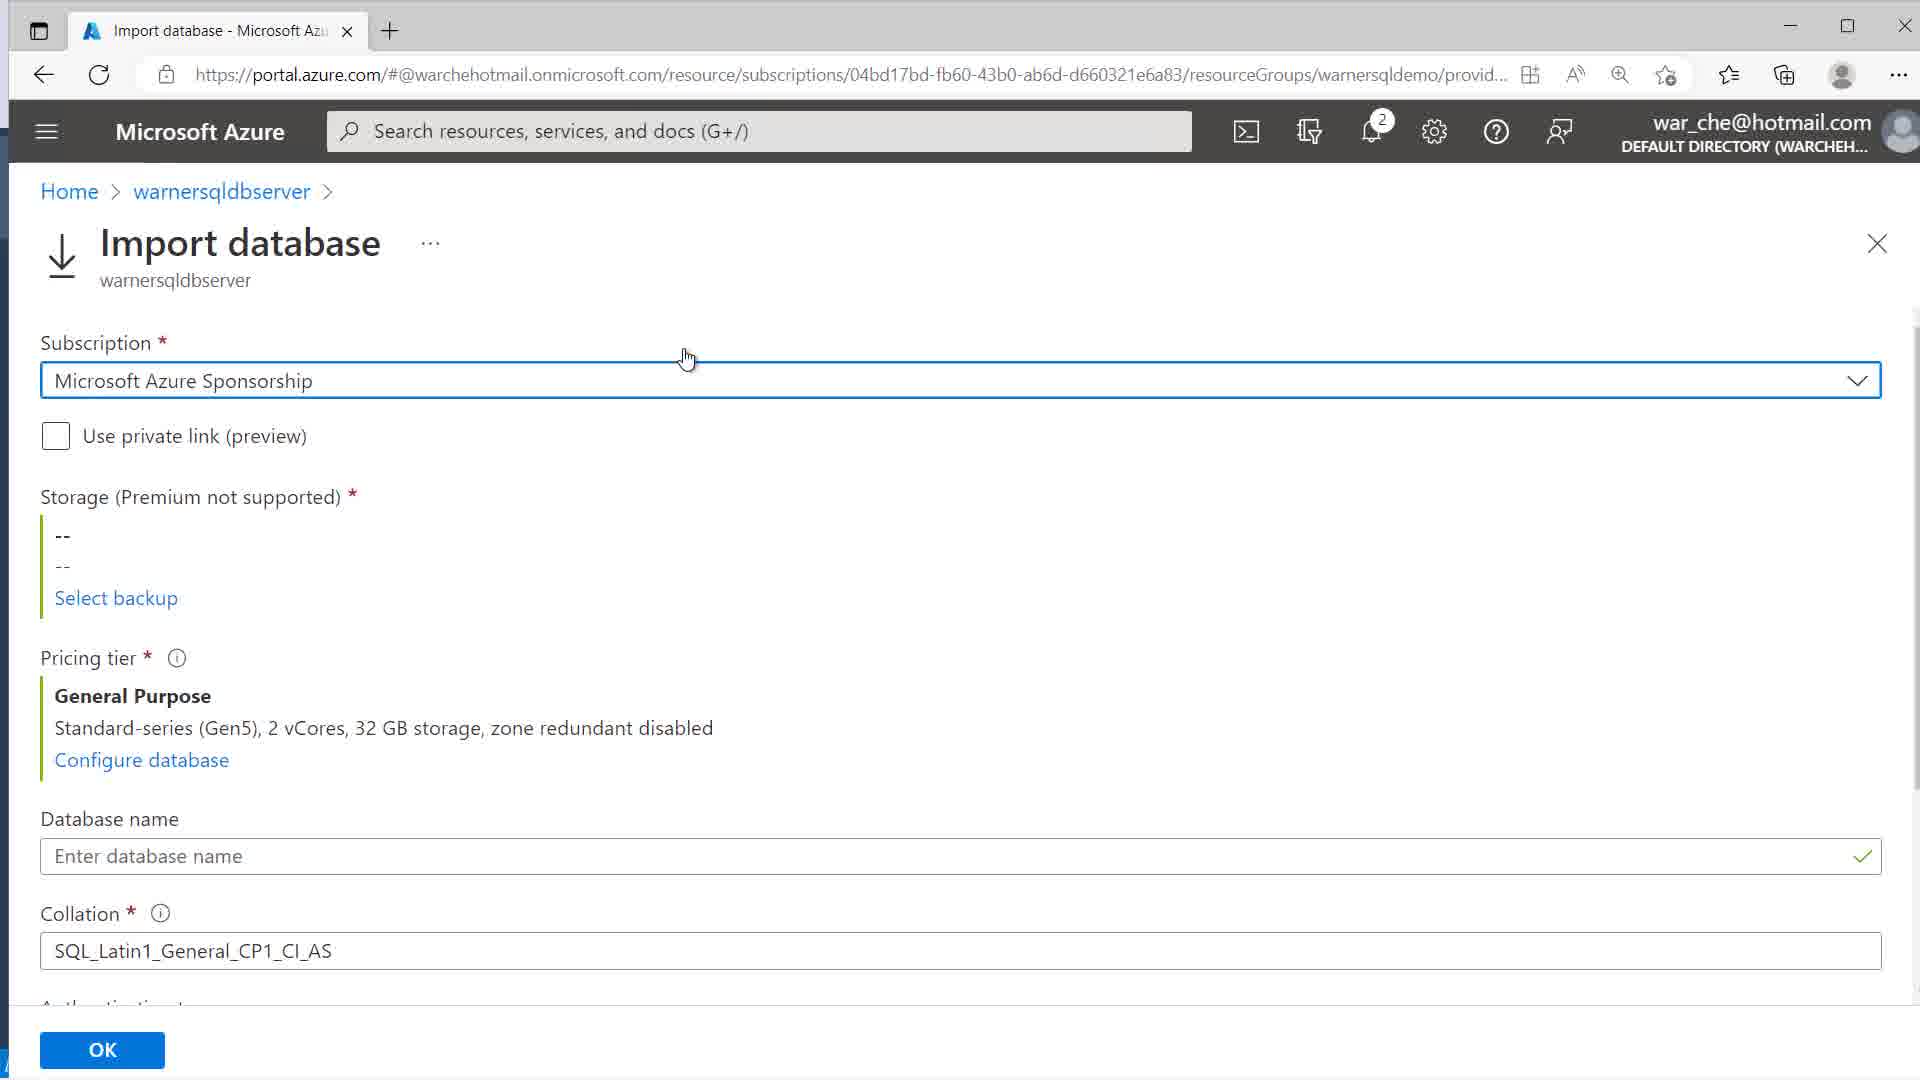 Import database - Microsoft Azu
https://portal.azure.com/#@warchehotmail.onmicrosoft.com/resource/subscriptions/04bd17bd-fb60-43b0-ab6d-d660321e6a83/resourceGroups/warnersqldemo/provid...
Microsoft Azure
Search resources, services, and docs (G+/)
2
war_che@hotmail.com
DEFAULT DIRECTORY (WARCHEH...
Home > warnersqldbserver >
Import database ...
warnersqldbserver
Subscription *
Microsoft Azure Sponsorship
Use private link (preview)
Storage (Premium not supported) *
--
--
Select backup
Pricing tier *
General Purpose
Standard-series (Gen5), 2 vCores, 32 GB storage, zone redundant disabled
Configure database
Database name
Enter database name
Collation *
SQL_Latin1_General_CP1_CI_AS
OK